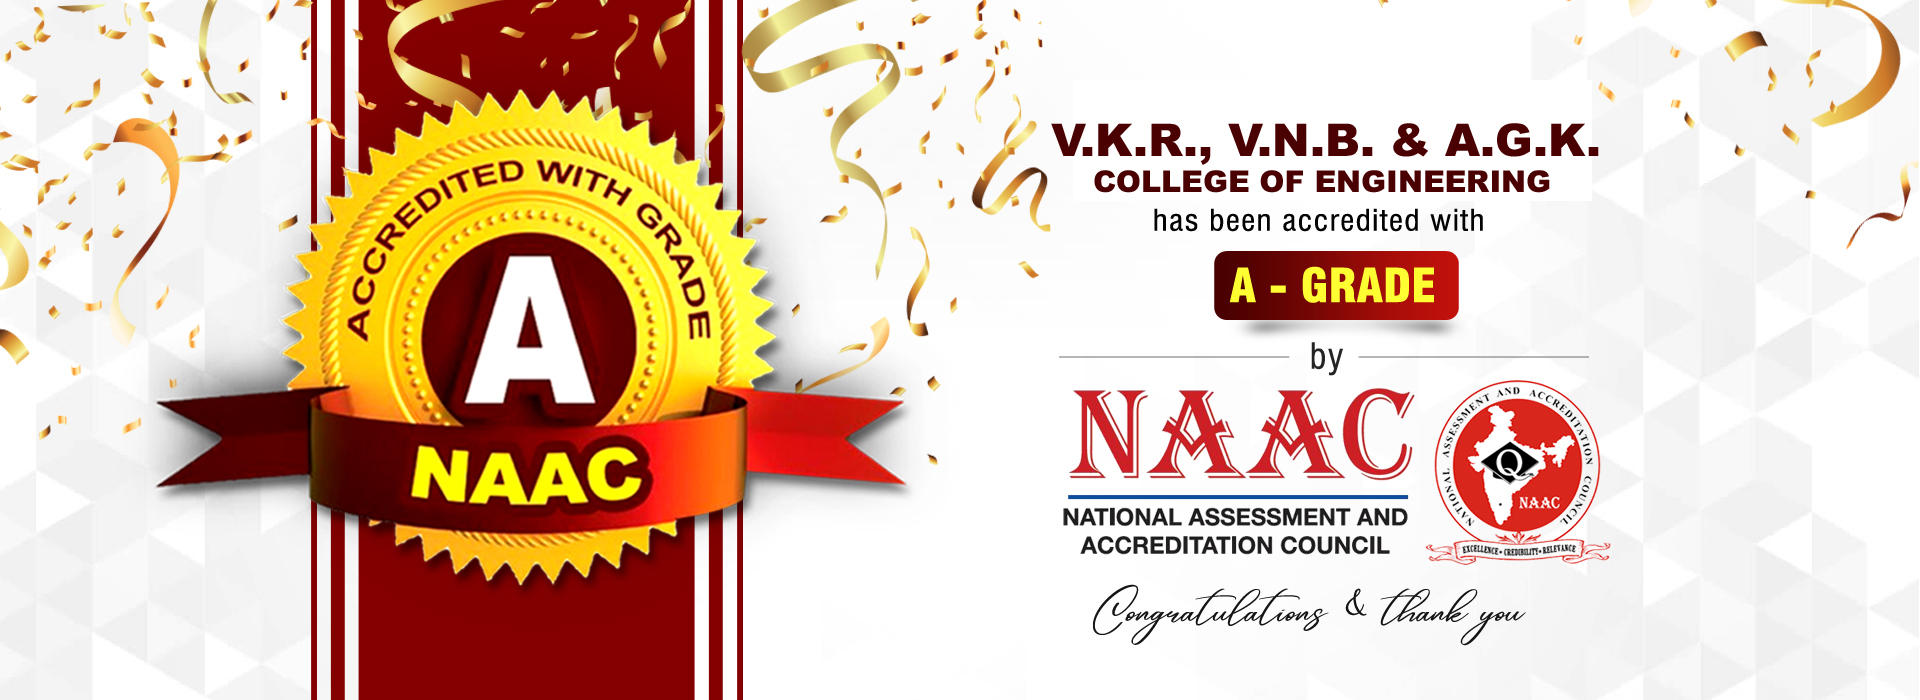 ACCREDITED WITH GRADE
A
NAAC
V.K.R., V.N.B. & A.G.K.
COLLEGE OF ENGINEERING
has been accredited with
A - GRADE
by
NAAC
NATIONAL ASSESSMENT AND
ACCREDITATION COUNCIL
NATIONAL ASSESSMENT AND ACCREDITATION COUNCIL
Q
NAAC
EXCELLENCE • CREDIBILITY • RELEVANCE
Congratulations & thank you